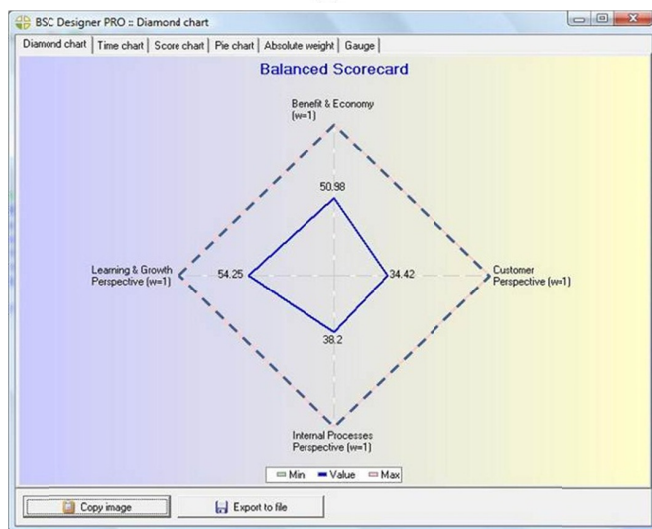 BSC Designer PRO :: Diamond chart
Diamond chart Time chart Score chart Pie chart Absolute weight Gauge
Balanced Scorecard
Benefit & Economy
(w=1)
50.98
Learning & Growth
Perspective (w=1)
54.25
34.42
Customer
Perspective (w=1)
38.2
Internal Processes
Perspective (w=1)
Min Value Max
Copy image Export to file